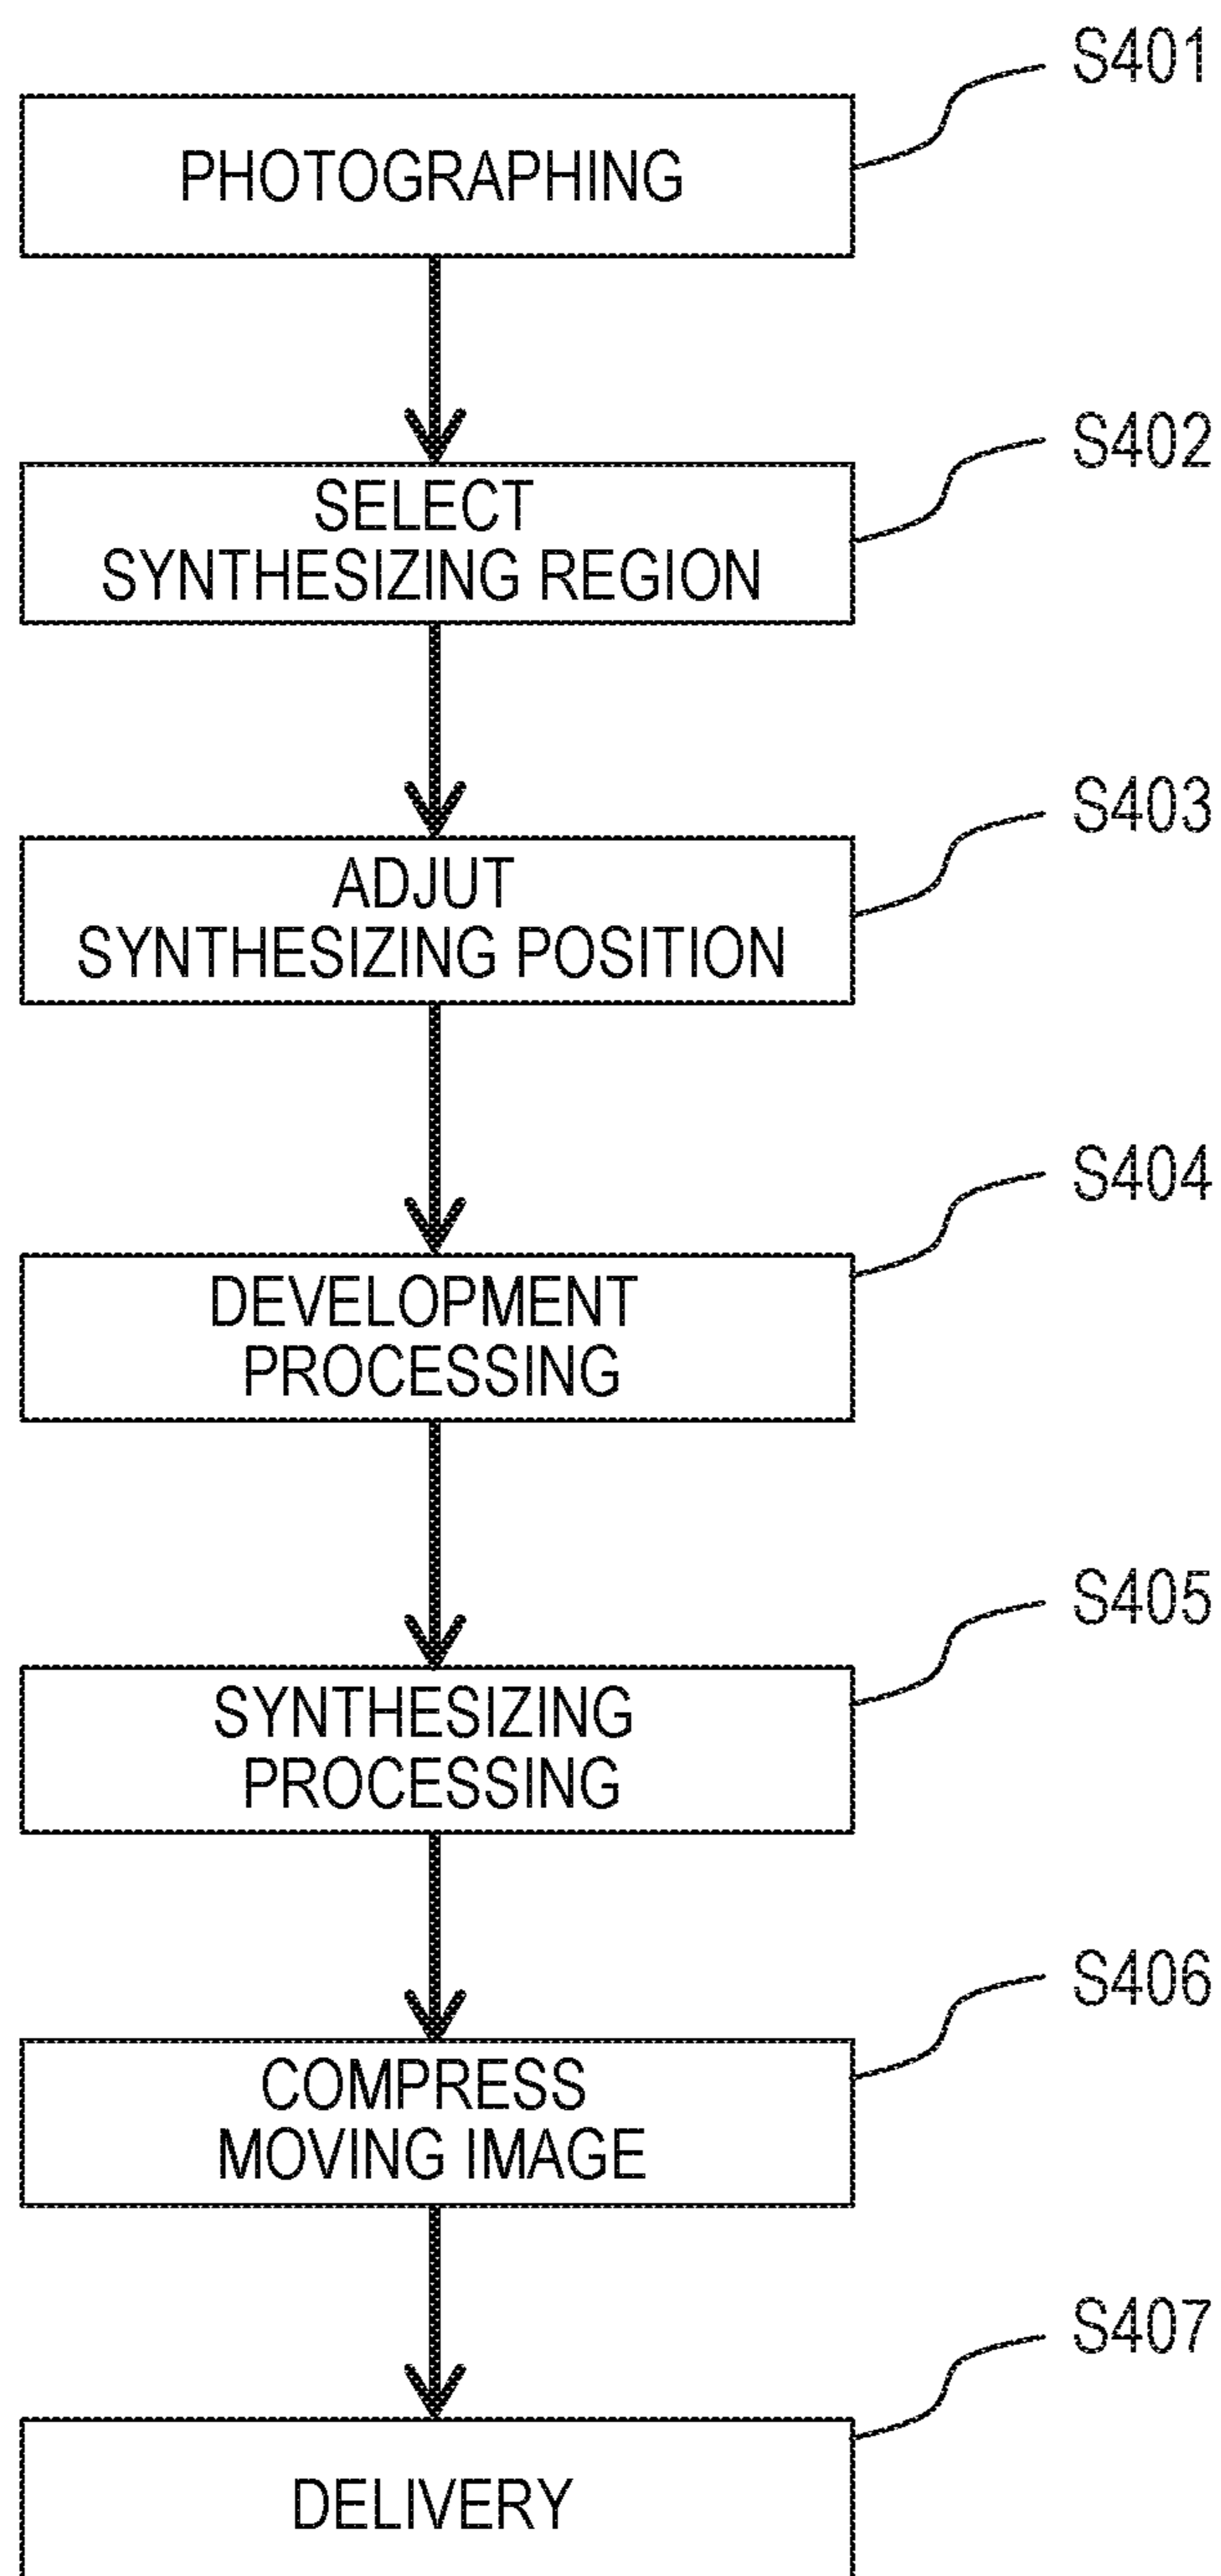 S401
PHOTOGRAPHING
S402
SELECT
SYNTHESIZING REGION
S403
ADJUT
SYNTHESIZING POSITION
S404
DEVELOPMENT
PROCESSING
S405
SYNTHESIZING
PROCESSING
S406
COMPRESS
MOVING IMAGE
S407
DELIVERY